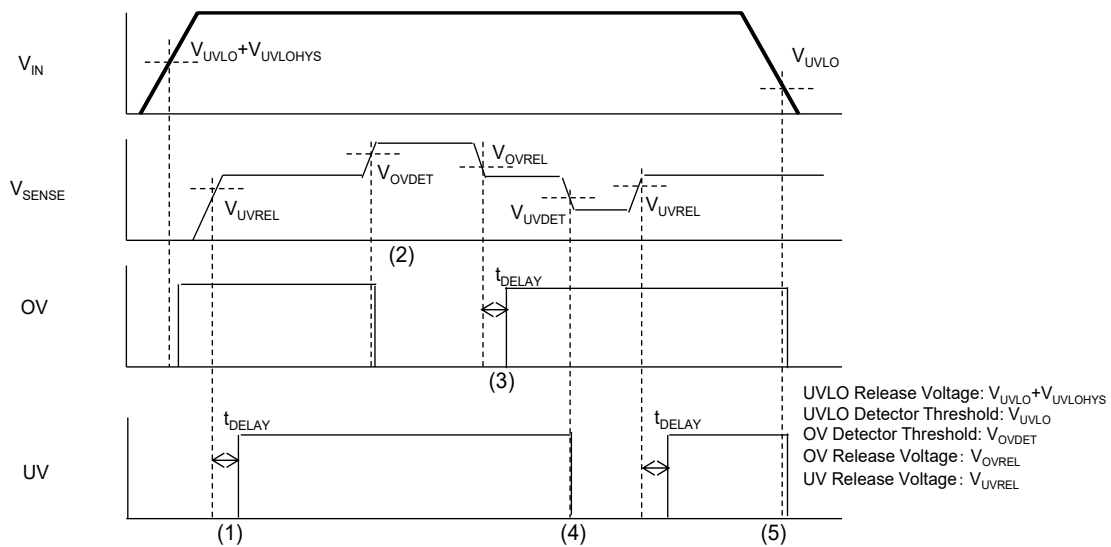 V_IN
V_UVLO+V_UVLOHYS
V_UVLO
V_SENSE
V_UVREL
V_OVDET
V_OVREL
V_UVDET
V_UVREL
(2)
OV
t_DELAY
(3)
UVLO Release Voltage: V_UVLO+V_UVLOHYS
UVLO Detector Threshold: V_UVLO
OV Detector Threshold: V_OVDET
OV Release Voltage: V_OVREL
UV Release Voltage: V_UVREL
UV
t_DELAY
t_DELAY
(1)
(4)
(5)